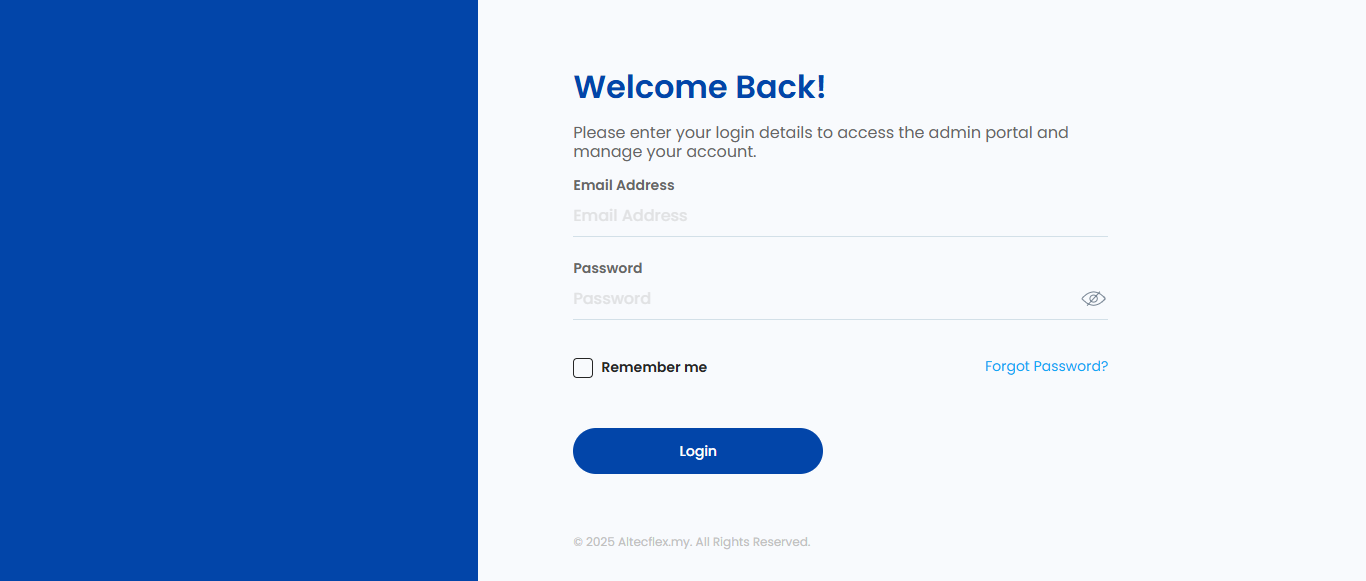 Welcome Back!
Please enter your login details to access the admin portal and
manage your account.
Email Address
Email Address
Password
Password
Remember me
Forgot Password?
Login
© 2025 Altecflex.my. All Rights Reserved.